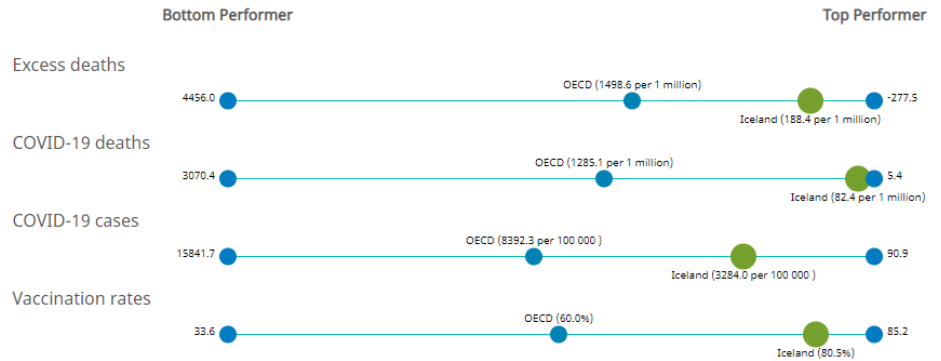 Bottom Performer Top Performer
Excess deaths
OECD (1498.6 per 1 million)
4456.0 -277.5
Iceland (188.4 per 1 million)
COVID-19 deaths
OECD (1285.1 per 1 million)
3070.4 5.4
Iceland (82.4 per 1 million)
COVID-19 cases
OECD (8392.3 per 100 000 )
15841.7 90.9
Iceland (3284.0 per 100 000 )
Vaccination rates
OECD (60.0%)
33.6 85.2
Iceland (80.5%)